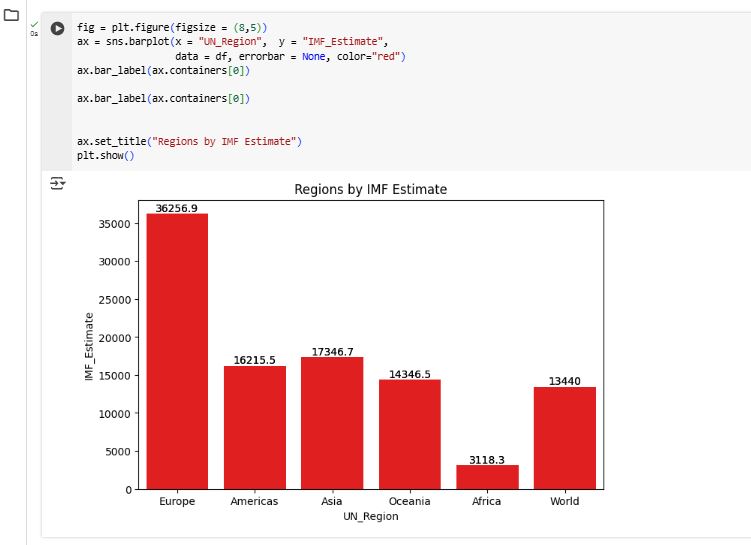 fig = plt.figure(figsize = (8,5))
ax = sns.barplot(x = "UN_Region",  y = "IMF_Estimate",
data = df, errorbar = None, color="red")
ax.bar_label(ax.containers[0])
ax.bar_label(ax.containers[0])
ax.set_title("Regions by IMF Estimate")
plt.show()
0s
Regions by IMF Estimate
36256.9
16215.5
17346.7
14346.5
3118.3
13440
35000
30000
25000
20000
15000
10000
5000
0
IMF_Estimate
Europe Americas Asia Oceania Africa World
UN_Region